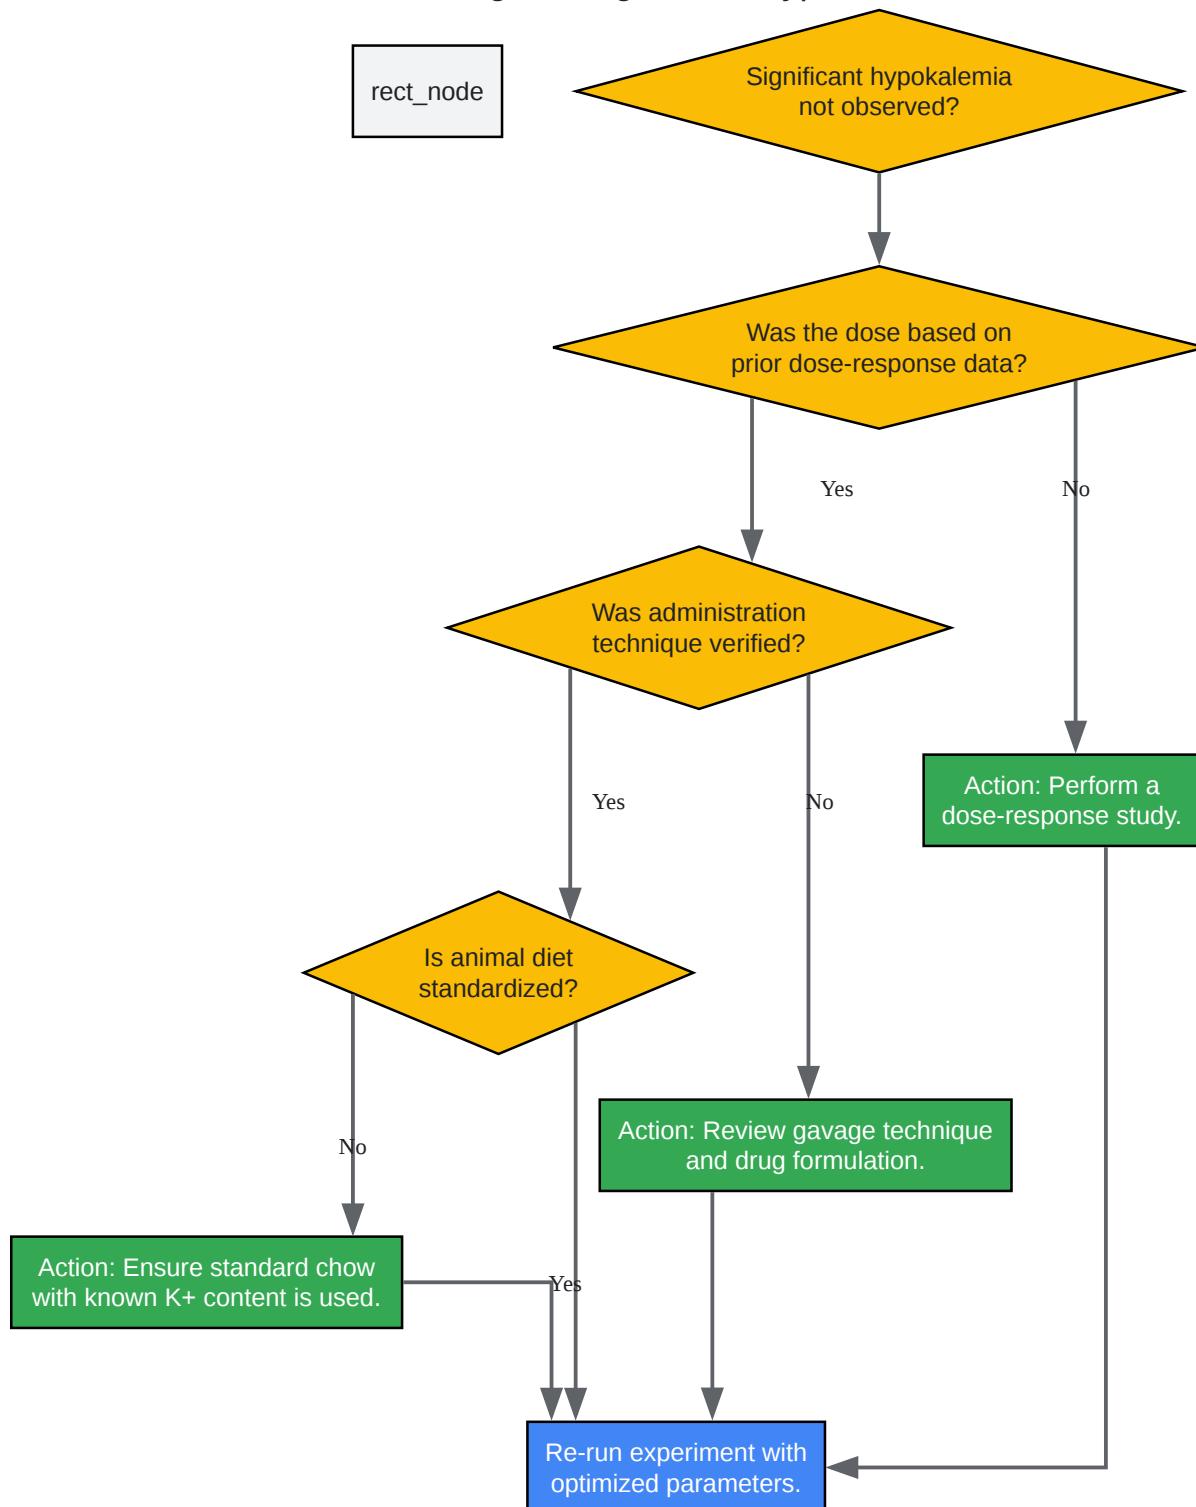 rect_node
Significant hypokalemia
not observed?
Was the dose based on
prior dose-response data?
Yes
No
Was administration
technique verified?
Action: Perform a
dose-response study.
Yes
No
Is animal diet
standardized?
Action: Review gavage technique
and drug formulation.
No
Action: Ensure standard chow
with known K+ content is used.
Yes
Re-run experiment with
optimized parameters.